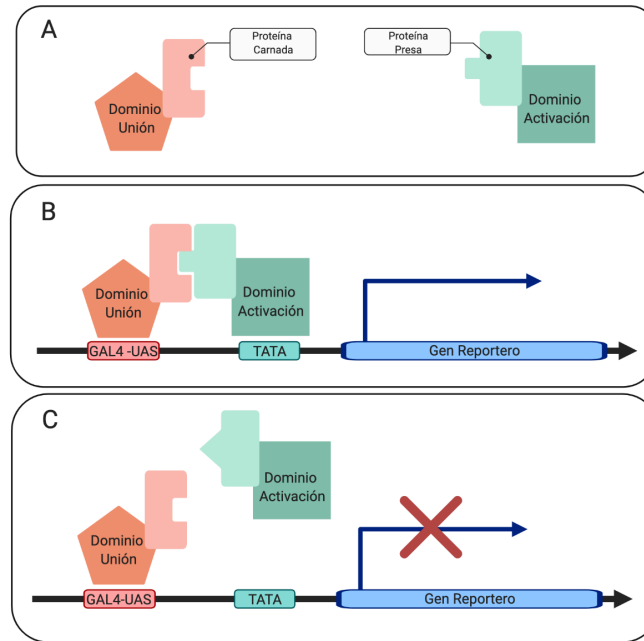 A
Proteína
Carnada
Proteína
Presa
Dominio
Unión
Dominio
Activación
B
Dominio
Unión
Dominio
Activación
GAL4 -UAS
TATA
Gen Reportero
C
Dominio
Activación
Dominio
Unión
GAL4-UAS
TATA
Gen Reportero